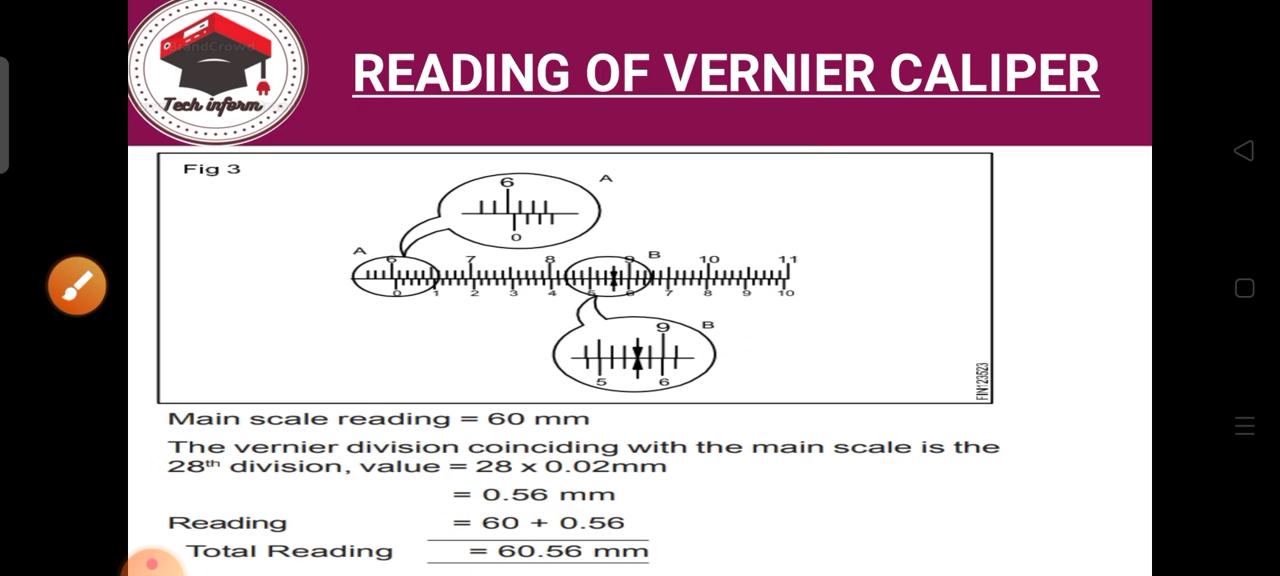 BrandCrowd
Tech inform
READING OF VERNIER CALIPER
Fig 3
6
A
0
A
6 7 8 9 B 10 11
0 1 2 3 4 5 6 7 8 9 10
9 B
5 6
FIN123523
Main scale reading = 60 mm
The vernier division coinciding with the main scale is the
28th division, value = 28 x 0.02mm
= 0.56 mm
Reading = 60 + 0.56
Total Reading = 60.56 mm